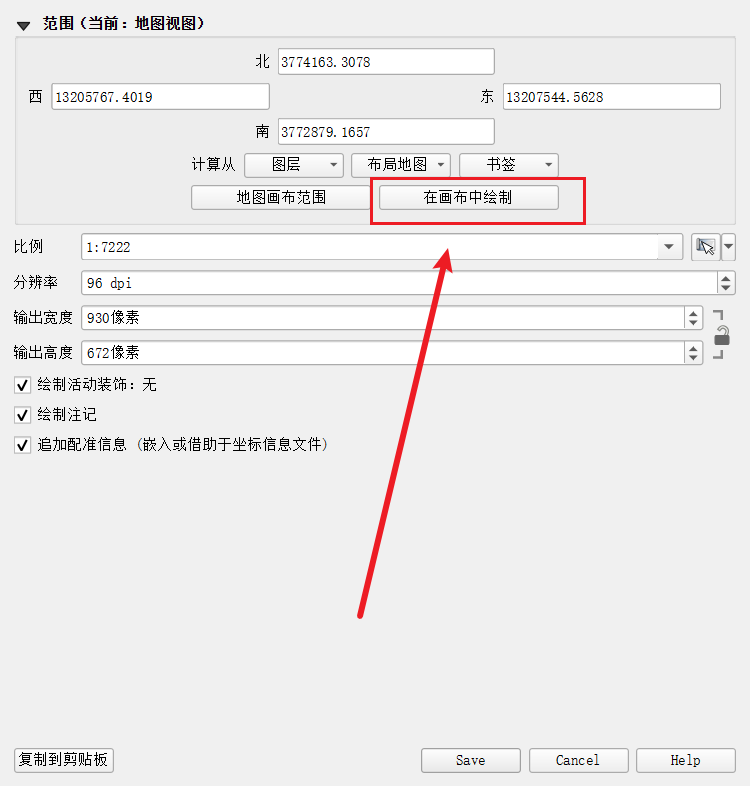 范围（当前：地图视图）
北 3774163.3078
西 13205767.4019 东 13207544.5628
南 3772879.1657
计算从 图层 布局地图 书签
地图画布范围 在画布中绘制
比例 1:7222
分辨率 96 dpi
输出宽度 930像素
输出高度 672像素
绘制活动装饰：无
绘制注记
追加配准信息 (嵌入或借助于坐标信息文件)
复制到剪贴板 Save Cancel Help